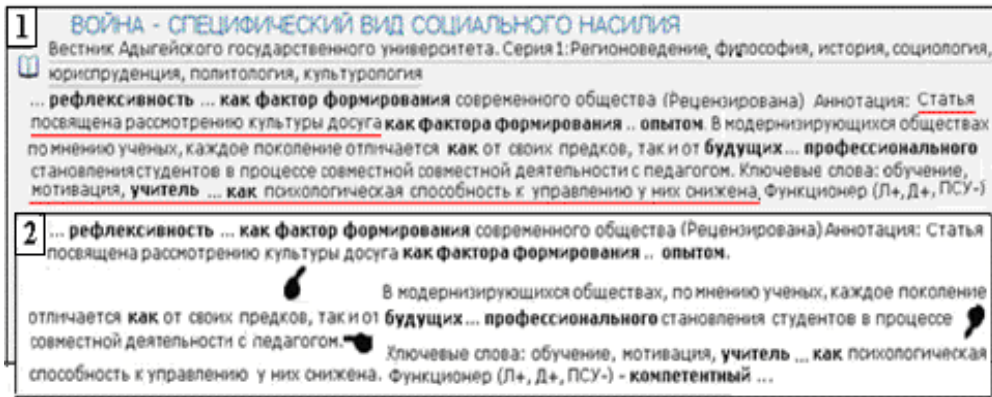 1 ВОЙНА - СПЕЦИФИЧЕСКИЙ ВИД СОЦИАЛЬНОГО НАСИЛИЯ
Вестник Адыгейского государственного университета. Серия 1: Регионоведение, философия, история, социология,
юриспруденция, политология, культурология
... рефлексивность ... как фактор формирования современного общества (Рецензирована) Аннотация: Статья
посвящена рассмотрению культуры досуга как фактора формирования .. опытом. В модернизирующихся обществах
по мнению ученых, каждое поколение отличается как от своих предков, так и от будущих ... профессионального
становления студентов в процессе совместной совместной деятельности с педагогом. Ключевые слова: обучение,
мотивация, учитель ... как психологическая способность к управлению у них снижена. Функционер (Л+, Д+, ПСУ-)
2 ... рефлексивность ... как фактор формирования современного общества (Рецензирована) Аннотация: Статья
посвящена рассмотрению культуры досуга как фактора формирования .. опытом.
В модернизирующихся обществах, по мнению ученых, каждое поколение
отличается как от своих предков, так и от будущих ... профессионального становления студентов в процессе
совместной деятельности с педагогом.
Ключевые слова: обучение, мотивация, учитель ... как психологическая
способность к управлению у них снижена. Функционер (Л+, Д+, ПСУ-) - компетентный ...